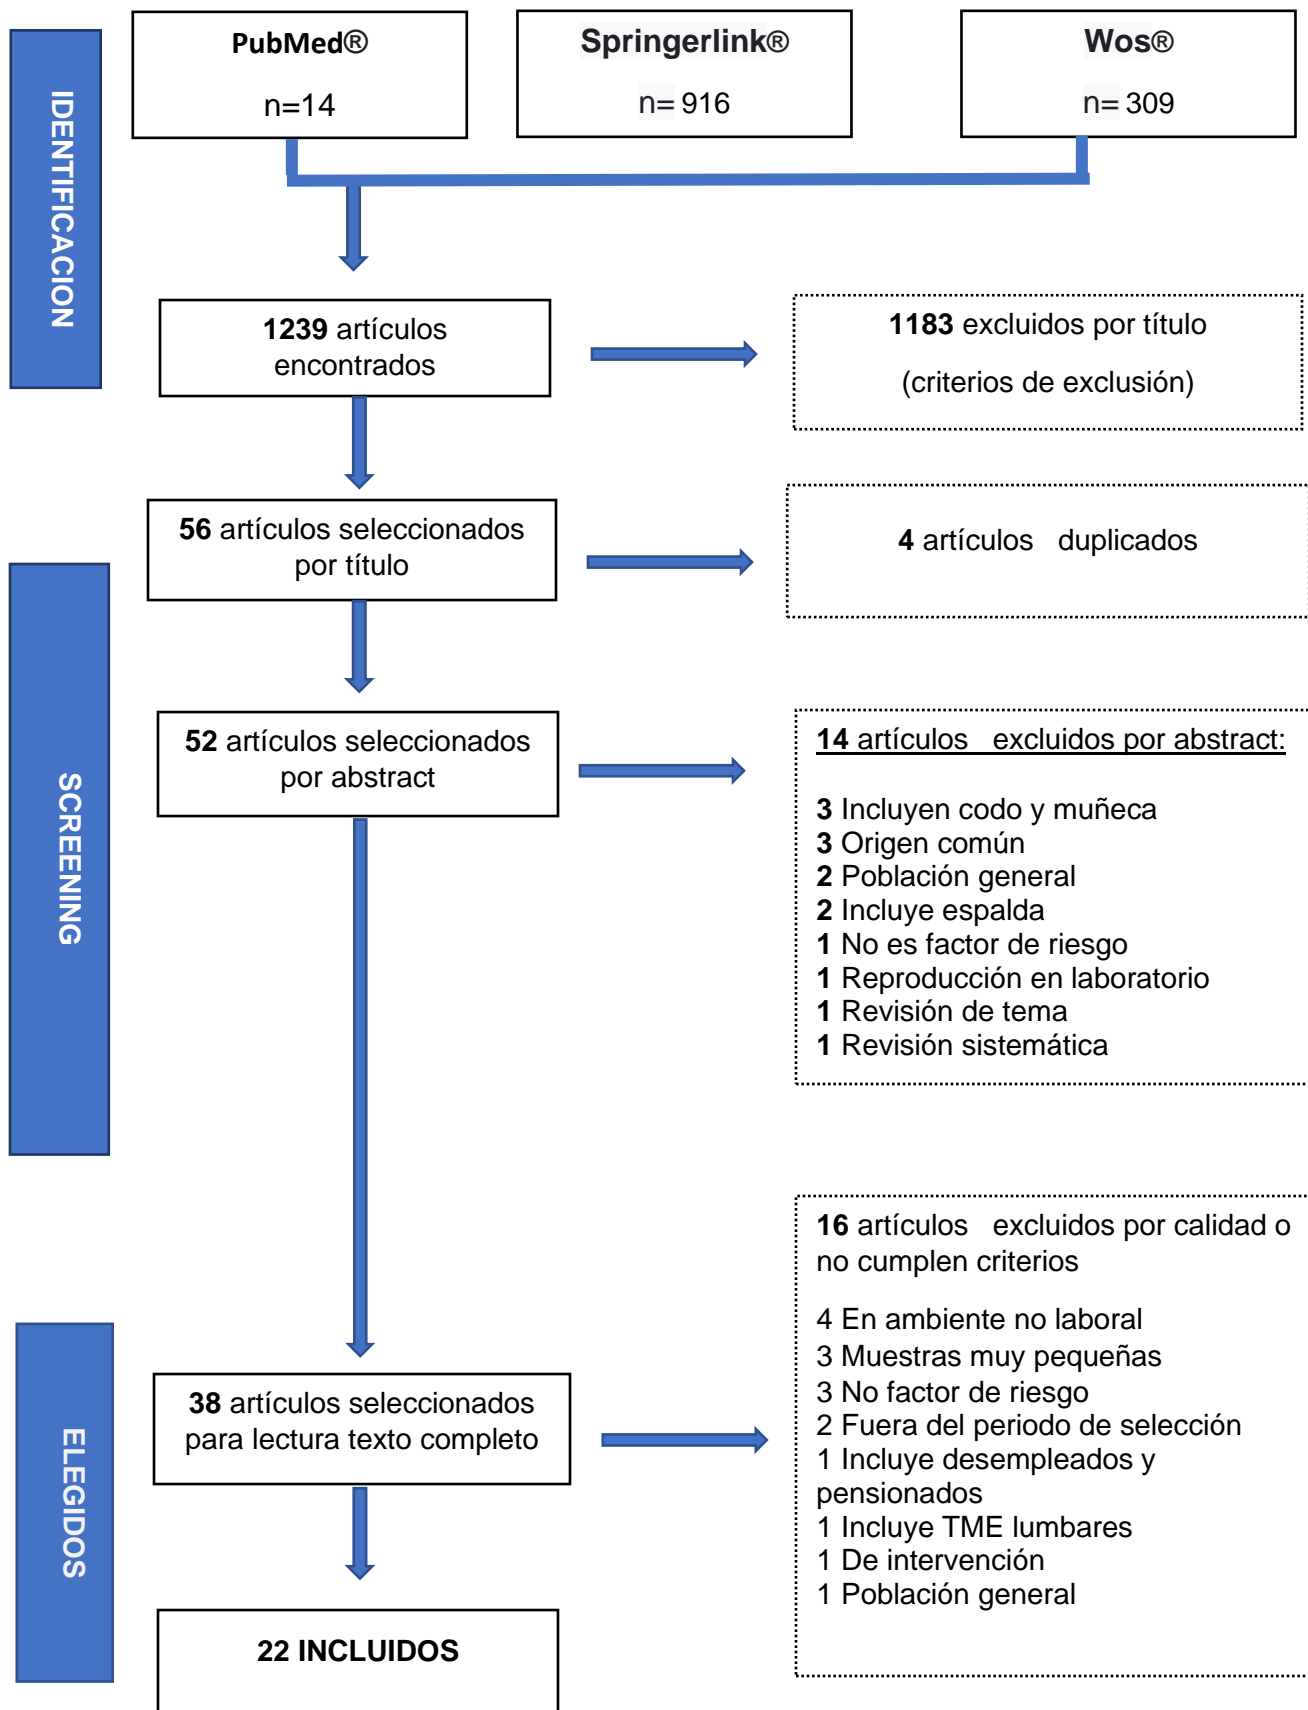 PubMed®
n=14
Springerlink®
n= 916
Wos®
n= 309
IDENTIFICACION
1239 artículos
encontrados
1183 excluidos por título
(criterios de exclusión)
56 artículos seleccionados
por título
4 artículos duplicados
SCREENING
52 artículos seleccionados
por abstract
14 artículos excluidos por abstract:
3 Incluyen codo y muñeca
3 Origen común
2 Población general
2 Incluye espalda
1 No es factor de riesgo
1 Reproducción en laboratorio
1 Revisión de tema
1 Revisión sistemática
ELEGIDOS
38 artículos seleccionados
para lectura texto completo
16 artículos excluidos por calidad o
no cumplen criterios
4 En ambiente no laboral
3 Muestras muy pequeñas
3 No factor de riesgo
2 Fuera del periodo de selección
1 Incluye desempleados y
pensionados
1 Incluye TME lumbares
1 De intervención
1 Población general
22 INCLUIDOS